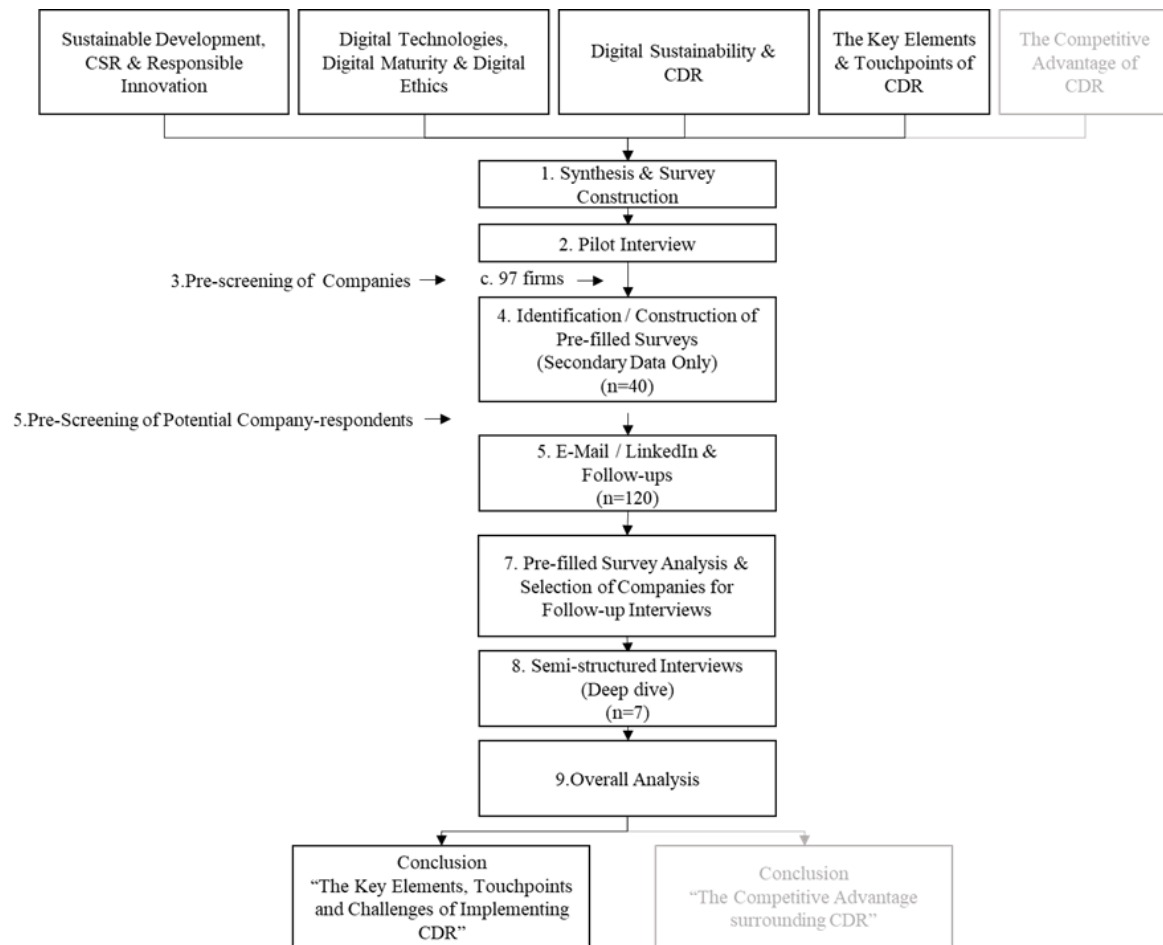 Sustainable Development,
CSR & Responsible
Innovation
Digital Technologies,
Digital Maturity & Digital
Ethics
Digital Sustainability &
CDR
The Key Elements
& Touchpoints of
CDR
The Competitive
Advantage of
CDR
1. Synthesis & Survey
Construction
2. Pilot Interview
3.Pre-screening of Companies
c. 97 firms
4. Identification / Construction of
Pre-filled Surveys
(Secondary Data Only)
(n=40)
5.Pre-Screening of Potential Company-respondents
5. E-Mail / LinkedIn &
Follow-ups
(n=120)
7. Pre-filled Survey Analysis &
Selection of Companies for
Follow-up Interviews
8. Semi-structured Interviews
(Deep dive)
(n=7)
9.Overall Analysis
Conclusion
“The Key Elements, Touchpoints
and Challenges of Implementing
CDR”
Conclusion
“The Competitive Advantage
surrounding CDR”